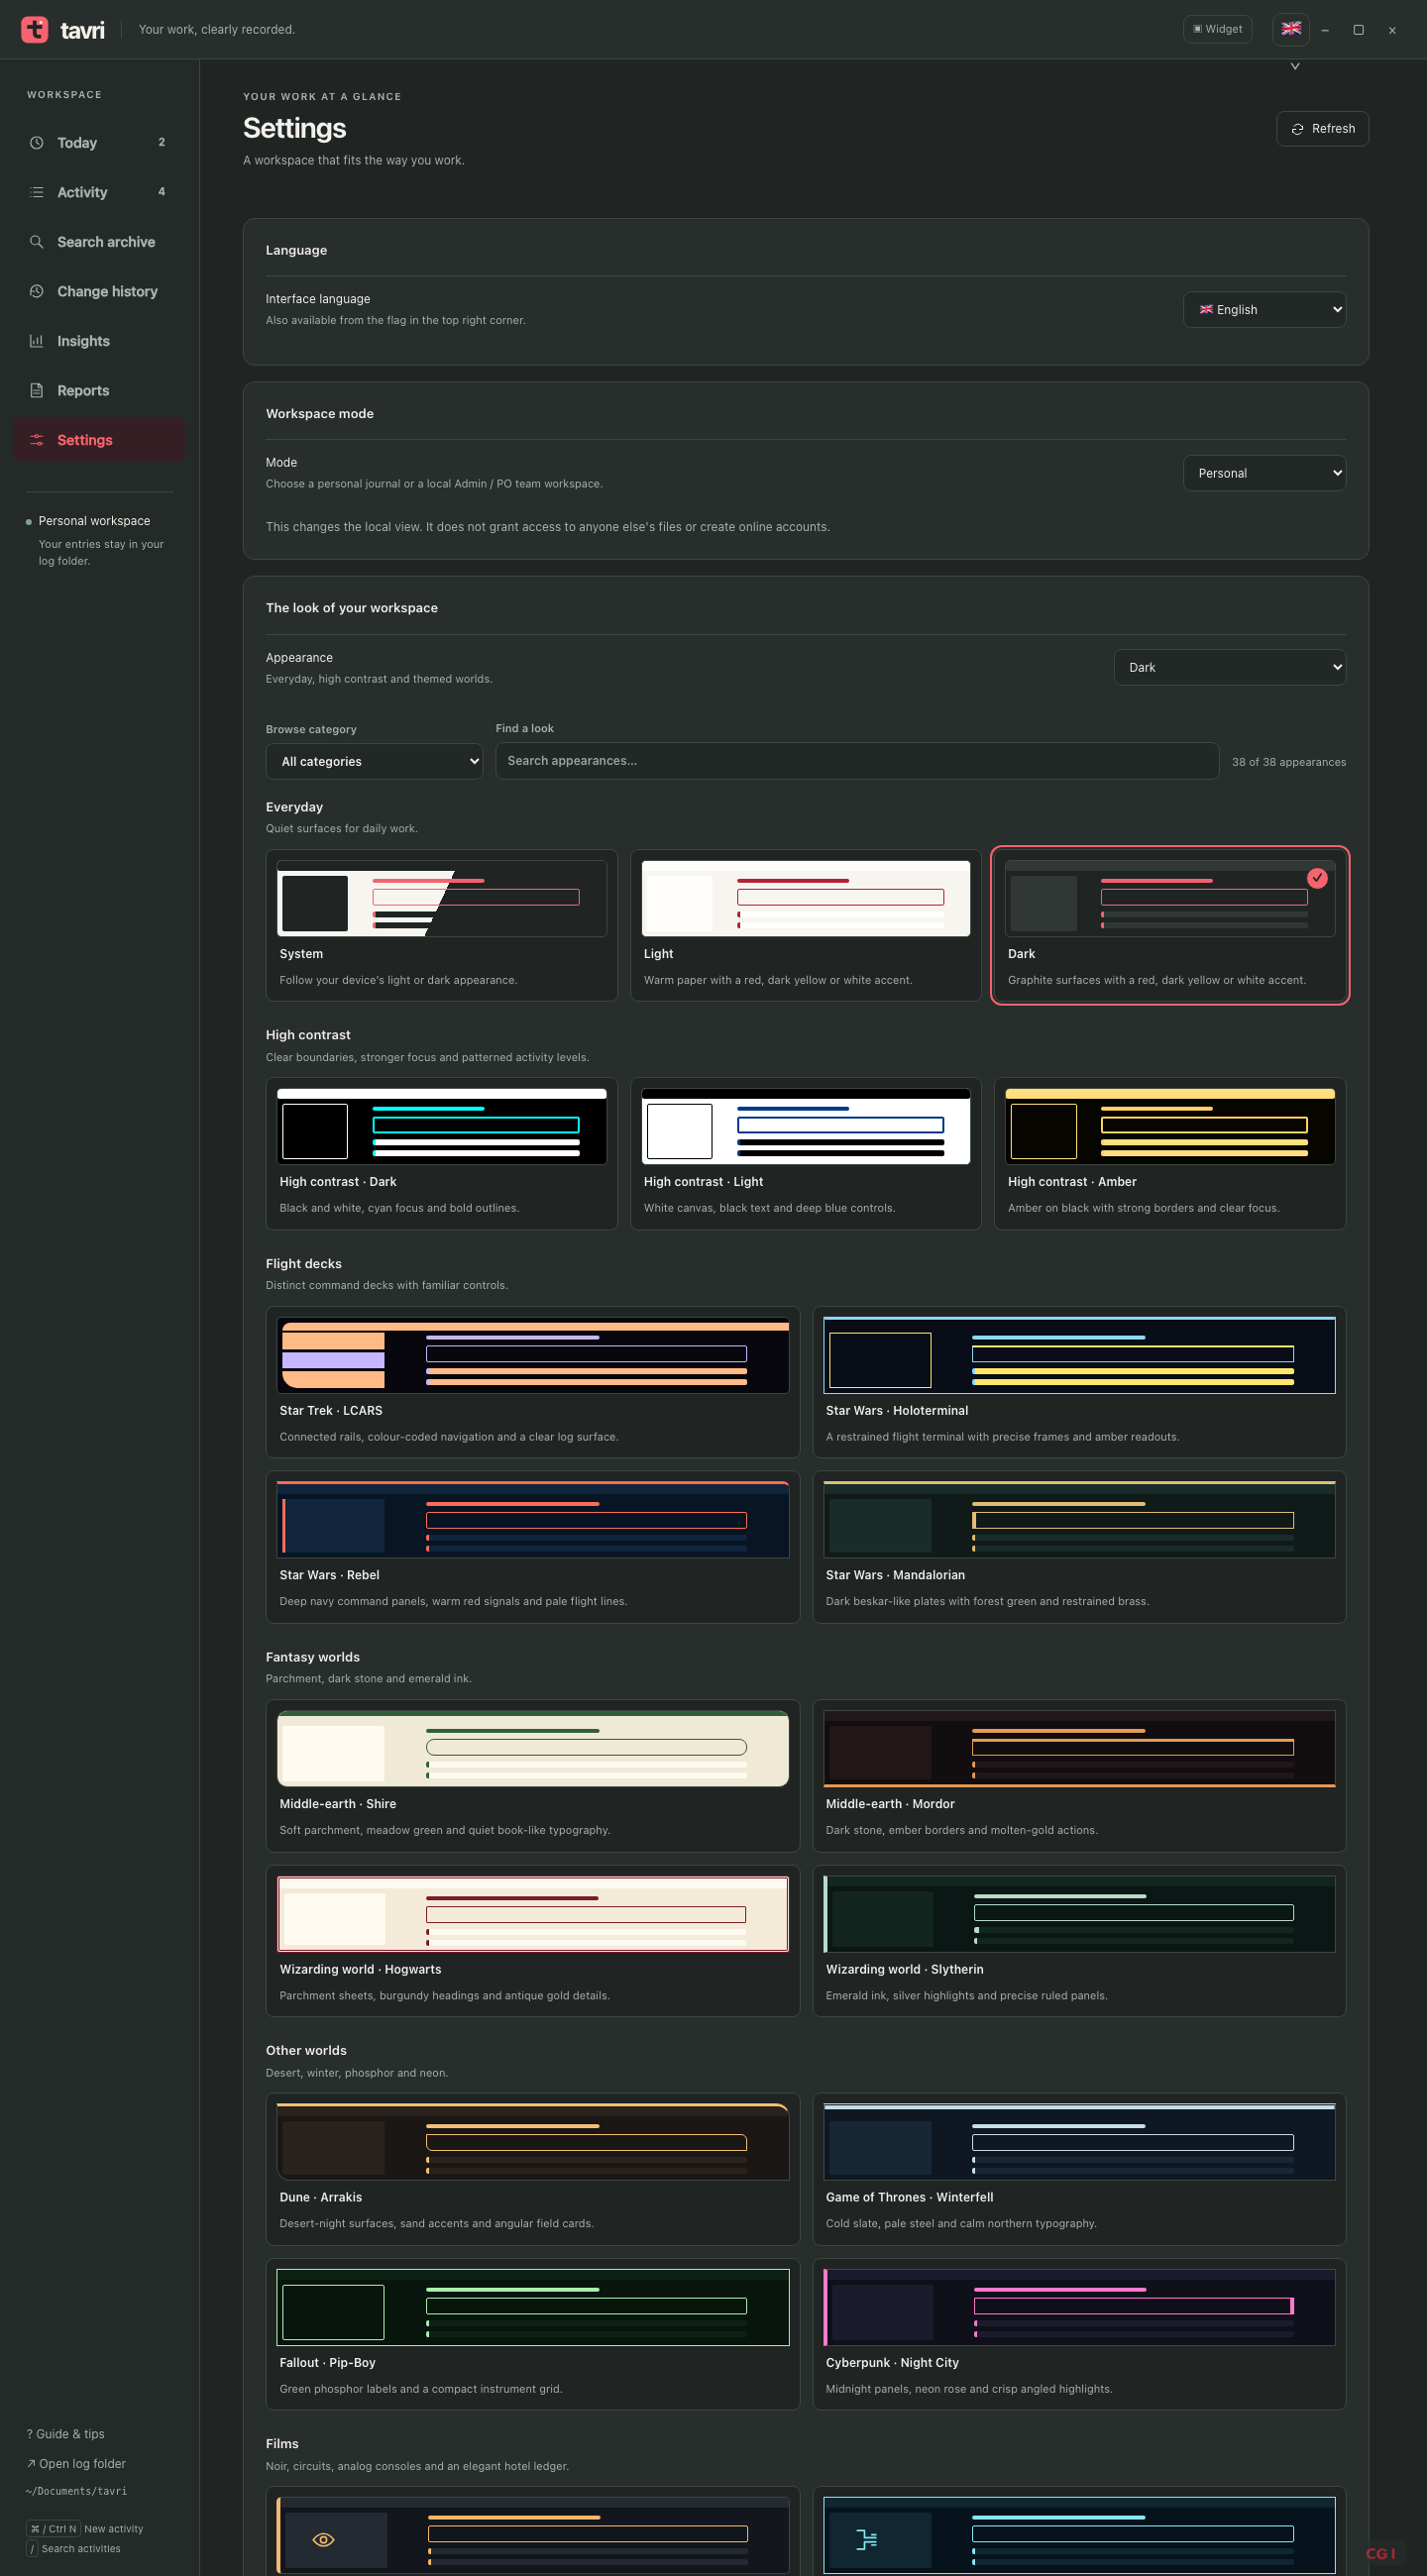 tavri
Your work, clearly recorded.
Widget
WORKSPACE
Today 2
Activity 4
Search archive
Change history
Insights
Reports
Settings
Personal workspace
Your entries stay in your
log folder.
? Guide & tips
↗ Open log folder
~/Documents/tavri
⌘ / Ctrl N New activity
/ Search activities
YOUR WORK AT A GLANCE
Settings
A workspace that fits the way you work.
Refresh
Language
Interface language
Also available from the flag in the top right corner.
🇬🇧 English
Workspace mode
Mode
Choose a personal journal or a local Admin / PO team workspace.
Personal
This changes the local view. It does not grant access to anyone else's files or create online accounts.
The look of your workspace
Appearance
Everyday, high contrast and themed worlds.
Dark
Browse category
All categories
Find a look
Search appearances...
38 of 38 appearances
Everyday
Quiet surfaces for daily work.
System
Follow your device's light or dark appearance.
Light
Warm paper with a red, dark yellow or white accent.
Dark
Graphite surfaces with a red, dark yellow or white accent.
High contrast
Clear boundaries, stronger focus and patterned activity levels.
High contrast · Dark
Black and white, cyan focus and bold outlines.
High contrast · Light
White canvas, black text and deep blue controls.
High contrast · Amber
Amber on black with strong borders and clear focus.
Flight decks
Distinct command decks with familiar controls.
Star Trek · LCARS
Connected rails, colour-coded navigation and a clear log surface.
Star Wars · Holoterminal
A restrained flight terminal with precise frames and amber readouts.
Star Wars · Rebel
Deep navy command panels, warm red signals and pale flight lines.
Star Wars · Mandalorian
Dark beskar-like plates with forest green and restrained brass.
Fantasy worlds
Parchment, dark stone and emerald ink.
Middle-earth · Shire
Soft parchment, meadow green and quiet book-like typography.
Middle-earth · Mordor
Dark stone, ember borders and molten-gold actions.
Wizarding world · Hogwarts
Parchment sheets, burgundy headings and antique gold details.
Wizarding world · Slytherin
Emerald ink, silver highlights and precise ruled panels.
Other worlds
Desert, winter, phosphor and neon.
Dune · Arrakis
Desert-night surfaces, sand accents and angular field cards.
Game of Thrones · Winterfell
Cold slate, pale steel and calm northern typography.
Fallout · Pip-Boy
Green phosphor labels and a compact instrument grid.
Cyberpunk · Night City
Midnight panels, neon rose and crisp angled highlights.
Films
Noir, circuits, analog consoles and an elegant hotel ledger.
CGI